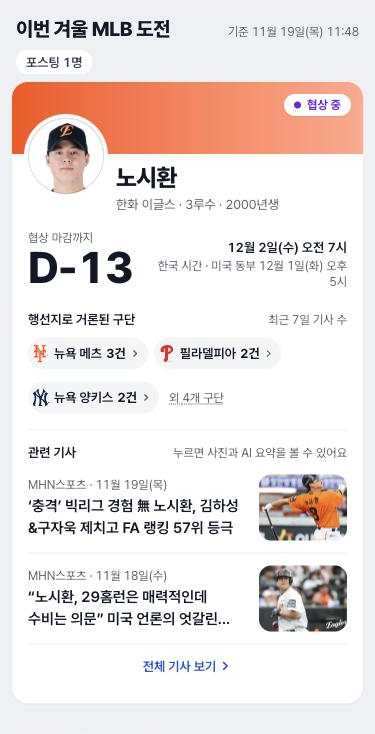 이번 겨울 MLB 도전
기준 11월 19일(목) 11:48
포스팅 1명
협상 중
노시환
한화 이글스 · 3루수 · 2000년생
협상 마감까지
D-13
12월 2일(수) 오전 7시
한국 시간 · 미국 동부 12월 1일(화) 오후
5시
행선지로 거론된 구단
최근 7일 기사 수
뉴욕 메츠 3건 ›
필라델피아 2건 ›
뉴욕 양키스 2건 ›
외 4개 구단
관련 기사
누르면 사진과 AI 요약을 볼 수 있어요
MHN스포츠 · 11월 19일(목)
‘충격’ 빅리그 경험 無 노시환, 김하성
&구자욱 제치고 FA 랭킹 57위 등극
MHN스포츠 · 11월 18일(수)
“노시환, 29홈런은 매력적인데
수비는 의문” 미국 언론의 엇갈린…
전체 기사 보기 ›